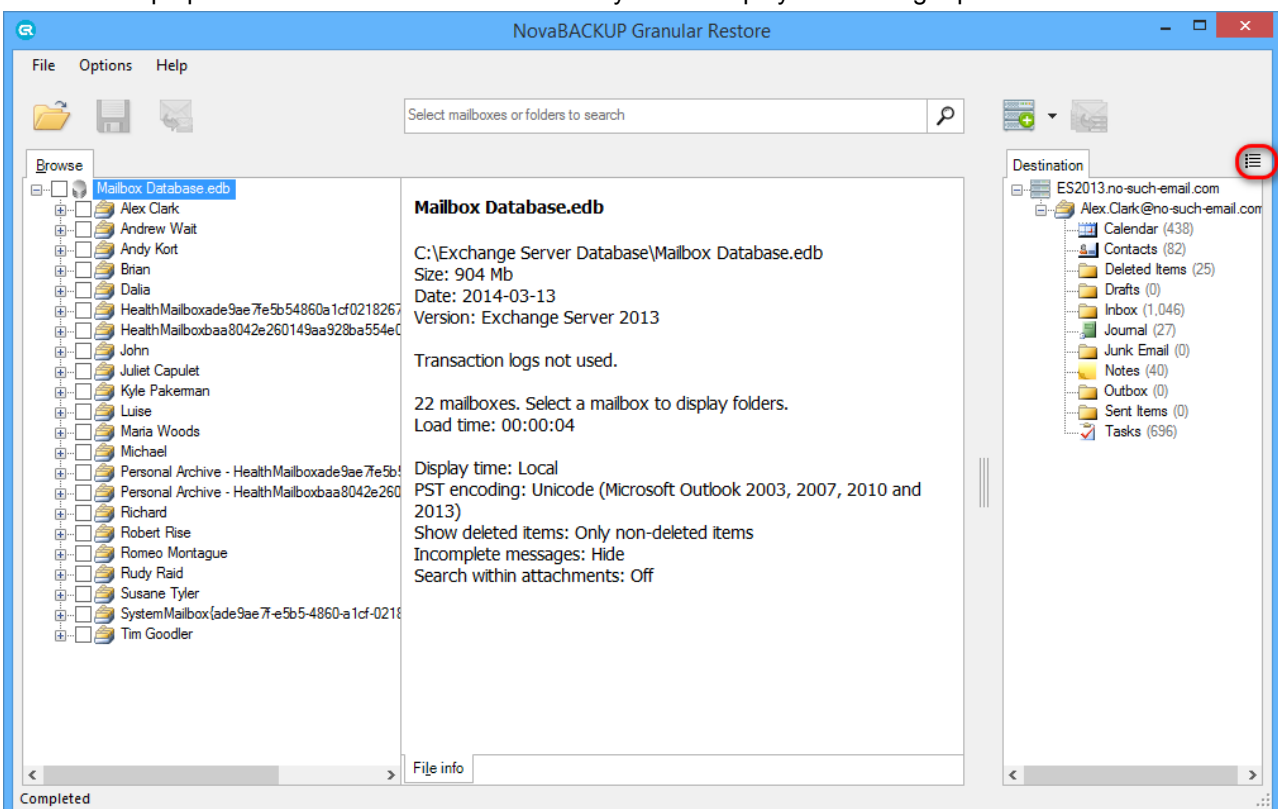 NovaBACKUP Granular Restore
File Options Help
Select mailboxes or folders to search
Browse
Mailbox Database.edb
Alex Clark
Andrew Wait
Andy Kort
Brian
Dalia
HealthMailboxade9ae7fe5b54860a1cf0218267
HealthMailboxbaa8042e260149aa928ba554e0
John
Juliet Capulet
Kyle Pakerman
Luise
Maria Woods
Michael
Personal Archive - HealthMailboxade9ae7fe5b5
Personal Archive - HealthMailboxbaa8042e260
Richard
Robert Rise
Romeo Montague
Rudy Raid
Susane Tyler
SystemMailbox{ade9ae7f-e5b5-4860-a1cf-0218
Tim Goodler
Mailbox Database.edb
C:\Exchange Server Database\Mailbox Database.edb
Size: 904 Mb
Date: 2014-03-13
Version: Exchange Server 2013
Transaction logs not used.
22 mailboxes. Select a mailbox to display folders.
Load time: 00:00:04
Display time: Local
PST encoding: Unicode (Microsoft Outlook 2003, 2007, 2010 and
2013)
Show deleted items: Only non-deleted items
Incomplete messages: Hide
Search within attachments: Off
File info
Destination
ES2013.no-such-email.com
Alex.Clark@no-such-email.com
Calendar (438)
Contacts (82)
Deleted Items (25)
Drafts (0)
Inbox (1,046)
Journal (27)
Junk Email (0)
Notes (40)
Outbox (0)
Sent Items (0)
Tasks (696)
Completed